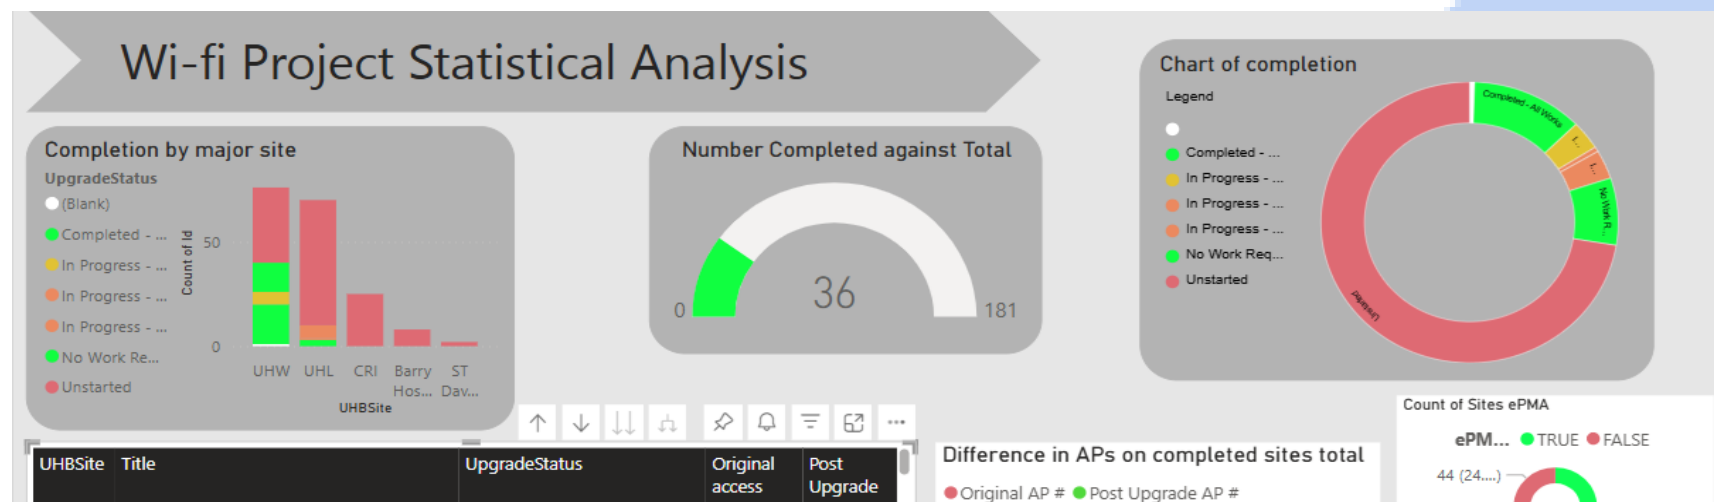 Wi-fi Project Statistical Analysis
Completion by major site
UpgradeStatus
(Blank)
Completed - ...
In Progress - ...
In Progress - ...
In Progress - ...
No Work Re...
Unstarted
Count of Id
50
0
UHW UHL CRI Barry Hos... ST Dav...
UHBSite
Number Completed against Total
0 36 181
Chart of completion
Legend
Completed - ...
In Progress - ...
In Progress - ...
In Progress - ...
No Work Req...
Unstarted
Completed - All Works
I...
I...
No Work R...
Unstarted
UHBSite Title UpgradeStatus Original access Post Upgrade
Difference in APs on completed sites total
Original AP # Post Upgrade AP #
Count of Sites ePMA
ePM... TRUE FALSE
44 (24....)